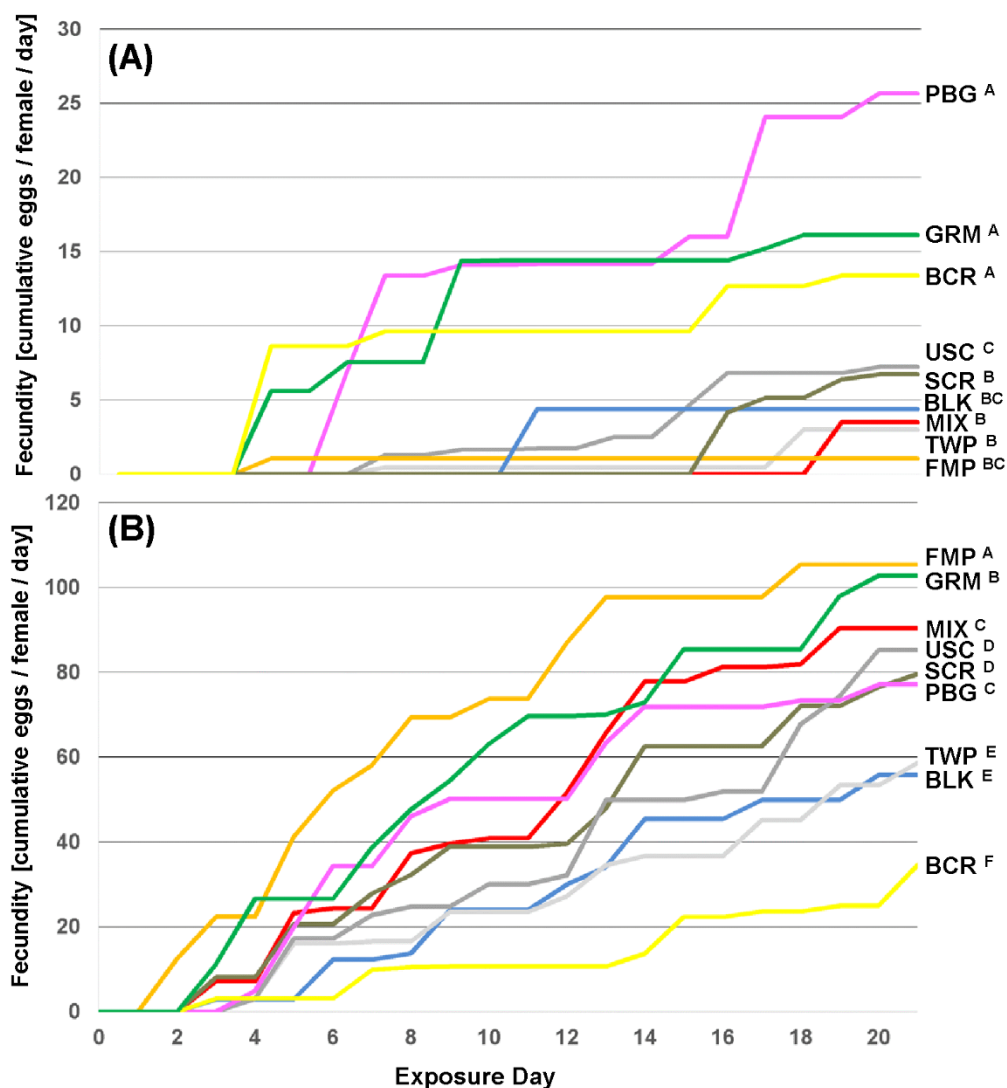 Fecundity [cumulative eggs / female / day]
(A)
30
25
20
15
10
5
0
PBG A
GRM A
BCR A
USC C
SCR B
BLK BC
MIX B
TWP B
FMP BC
Fecundity [cumulative eggs / female / day]
(B)
120
100
80
60
40
20
0
FMP A
GRM B
MIX C
USC D
SCR D
PBG C
TWP E
BLK E
BCR F
0 2 4 6 8 10 12 14 16 18 20
Exposure Day